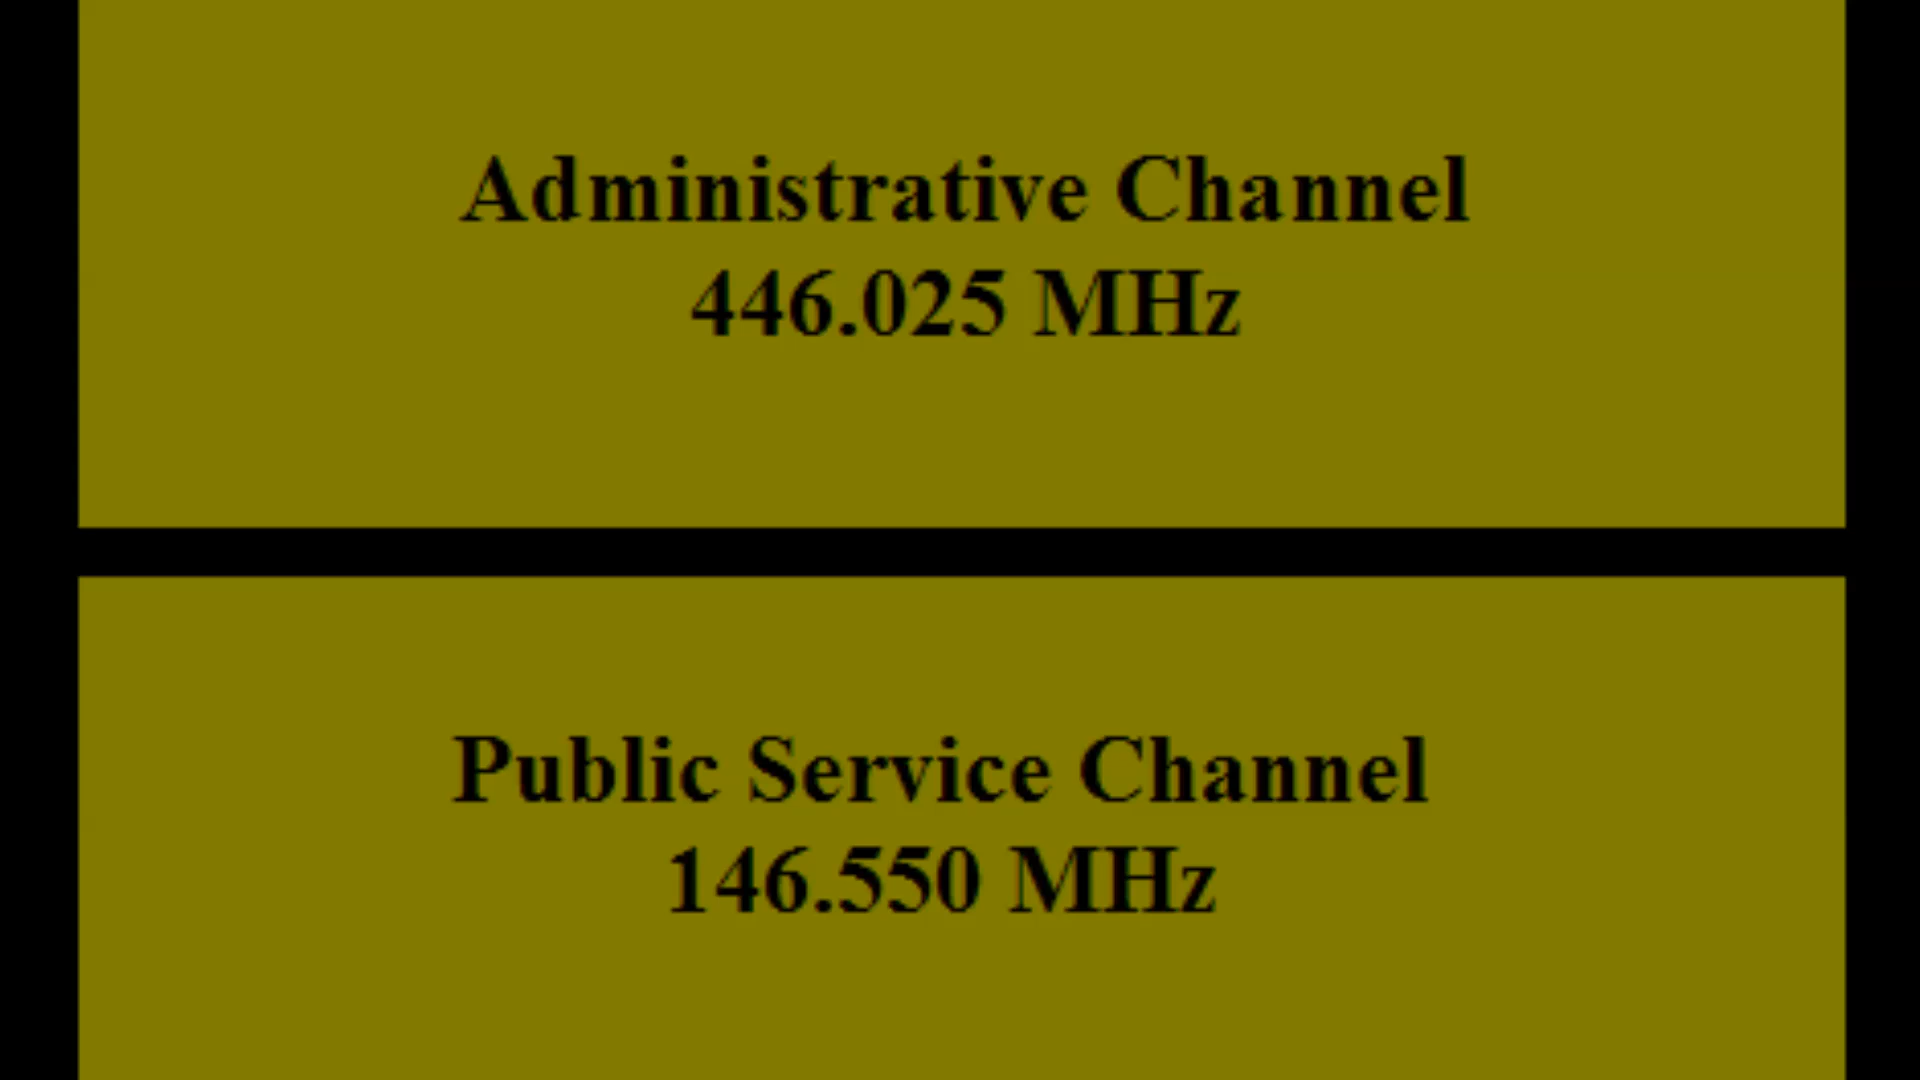 Administrative Channel
446.025 MHz
Public Service Channel
146.550 MHz